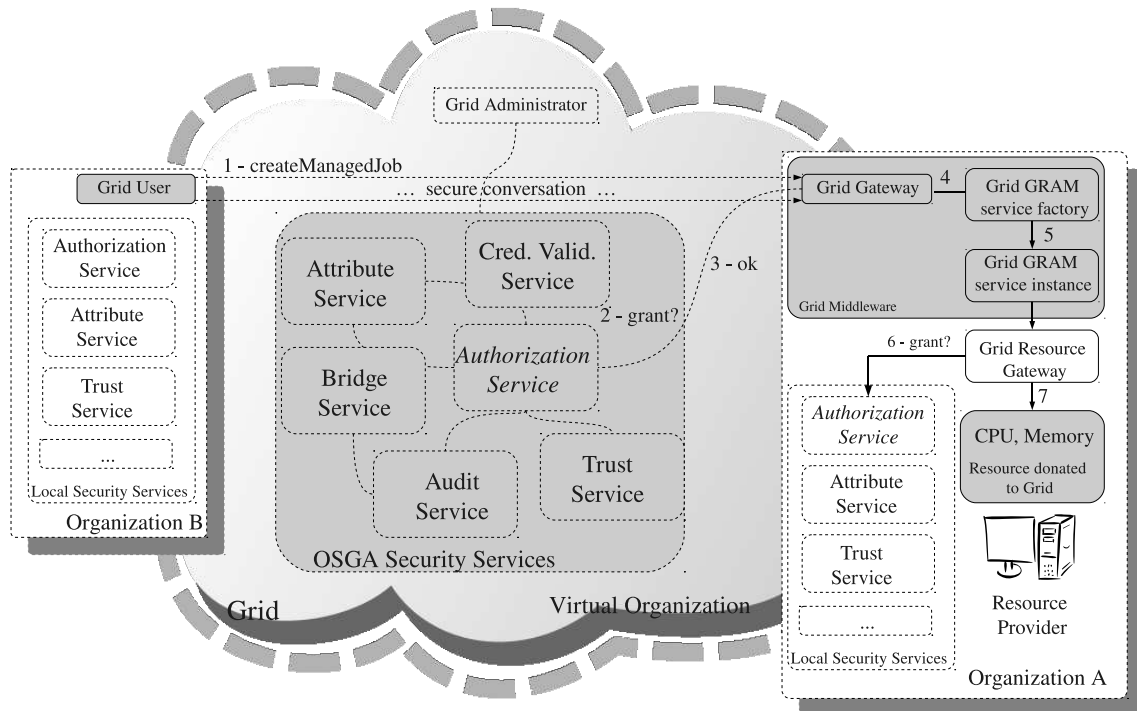 Grid Administrator
1 - createManagedJob
Grid User
... secure conversation ...
Authorization
Service
Attribute
Service
Trust
Service
...
Local Security Services
Organization B
Attribute
Service
Cred. Valid.
Service
2 - grant?
3 - ok
Bridge
Service
Authorization
Service
Audit
Service
Trust
Service
OSGA Security Services
Grid
Virtual Organization
Grid Gateway
4
Grid GRAM
service factory
5
Grid GRAM
service instance
Grid Middleware
6 - grant?
Grid Resource
Gateway
7
Authorization
Service
Attribute
Service
Trust
Service
...
Local Security Services
CPU, Memory
Resource donated
to Grid
Resource
Provider
Organization A